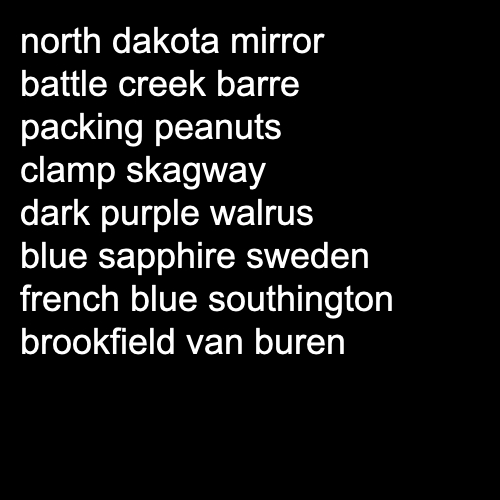 north dakota mirror
battle creek barre
packing peanuts
clamp skagway
dark purple walrus
blue sapphire sweden
french blue southington
brookfield van buren